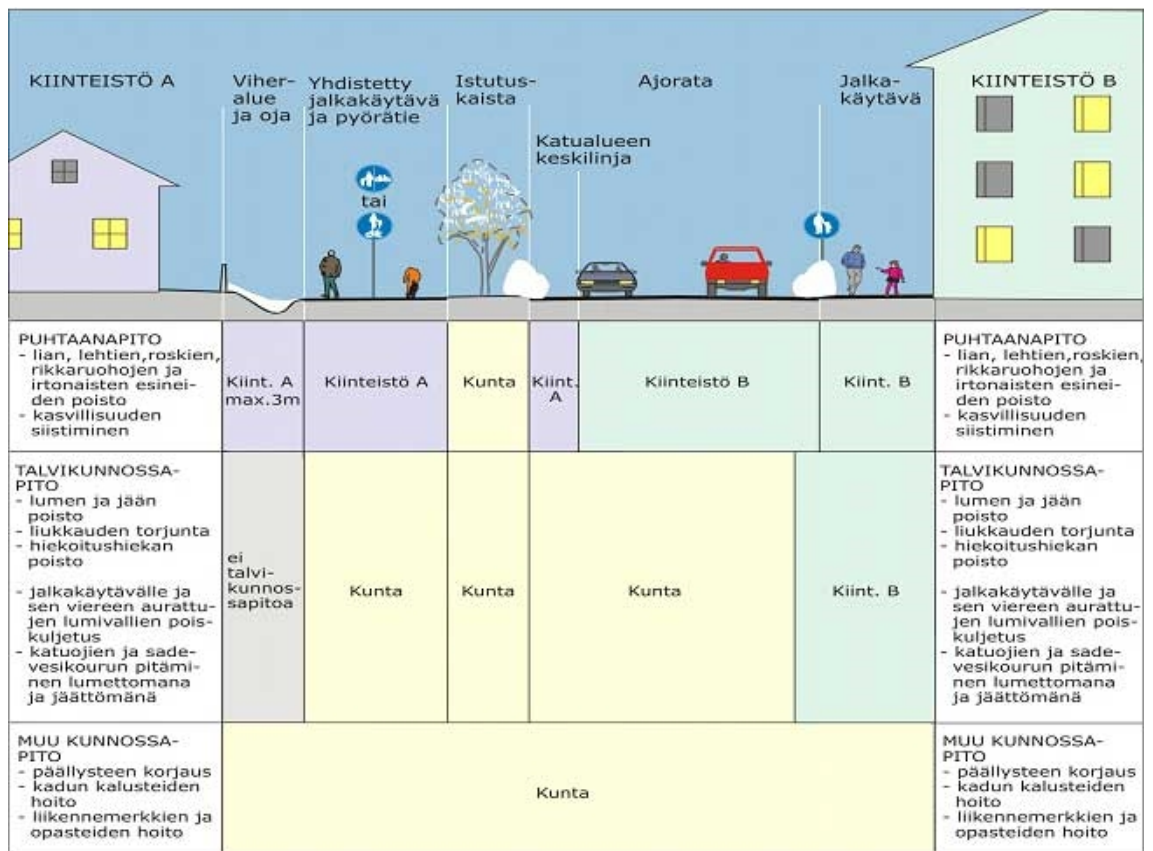 KIINTEISTÖ A
Viher-
alue
ja oja
Yhdistetty
jalkakäytävä
ja pyörätie
Istutus-
kaista
Katualueen
keskilinja
Ajorata
Jalka-
käytävä
KIINTEISTÖ B
tai
PUHTAANAPITO
- lian, lehtien,roskien,
rikkaruohojen ja
irtonaisten esinei-
den poisto
- kasvillisuuden
siistiminen
Kiint. A
max.3m
Kiinteistö A
Kunta
Kiint.
A
Kiinteistö B
Kiint. B
PUHTAANAPITO
- lian, lehtien,roskien,
rikkaruohojen ja
irtonaisten esinei-
den poisto
- kasvillisuuden
siistiminen
TALVIKUNNOSSA-
PITO
- lumen ja jään
poisto
- liukkauden torjunta
- hiekoitushiekan
poisto
- jalkakäytävälle ja
sen viereen aurattu-
jen lumivallien pois-
kuljetus
- katuojien ja sade-
vesikourun pitämi-
nen lumettomana
ja jäättömänä
ei
talvi-
kunnos-
sapitoa
Kunta
Kunta
Kunta
Kiint. B
TALVIKUNNOSSA-
PITO
- lumen ja jään
poisto
- liukkauden torjunta
- hiekoitushiekan
poisto
- jalkakäytävälle ja
sen viereen aurattu-
jen lumivallien pois-
kuljetus
- katuojien ja sade-
vesikourun pitämi-
nen lumettomana
ja jäättömänä
MUU KUNNOSSA-
PITO
- päällysteen korjaus
- kadun kalusteiden
hoito
- liikennemerkkien ja
opasteiden hoito
Kunta
MUU KUNNOSSA-
PITO
- päällysteen korjaus
- kadun kalusteiden
hoito
- liikennemerkkien ja
opasteiden hoito